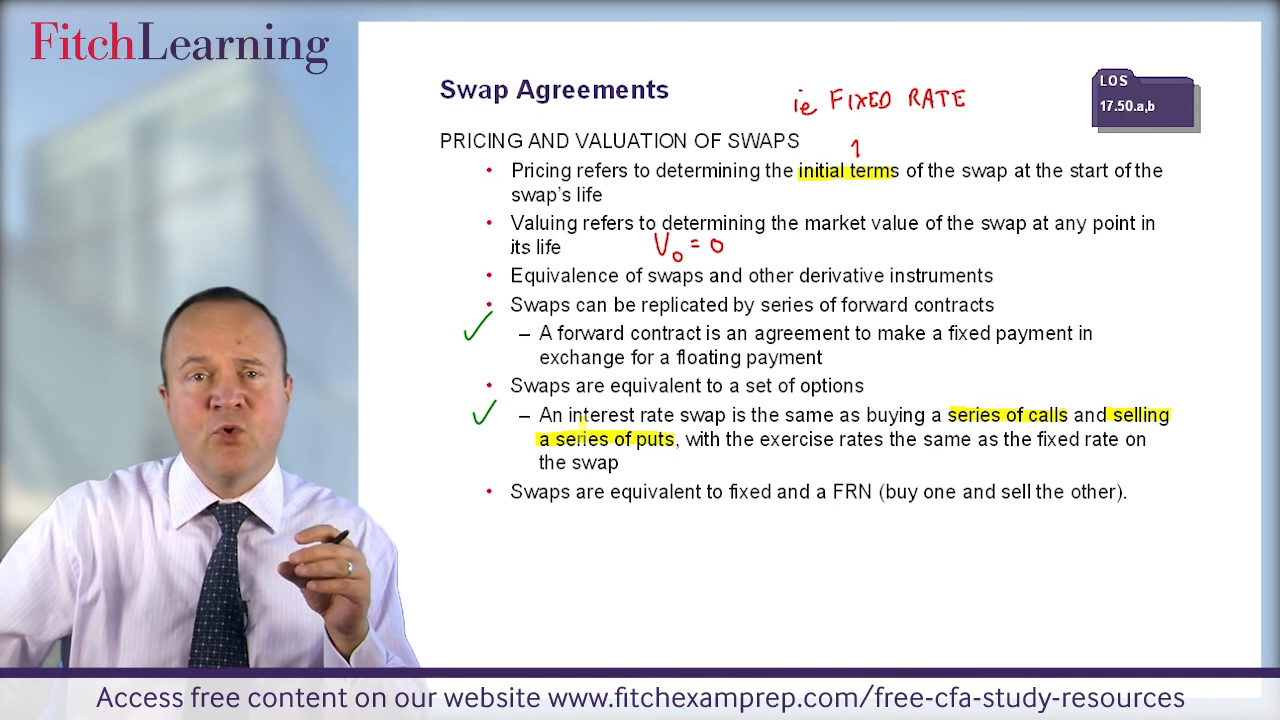 FitchLearning
Swap Agreements
ie FIXED RATE
LOS
17.50.a,b
PRICING AND VALUATION OF SWAPS
• Pricing refers to determining the initial terms of the swap at the start of the
swap's life
• Valuing refers to determining the market value of the swap at any point in
its life
V₀ = 0
• Equivalence of swaps and other derivative instruments
• Swaps can be replicated by series of forward contracts
– A forward contract is an agreement to make a fixed payment in
exchange for a floating payment
• Swaps are equivalent to a set of options
– An interest rate swap is the same as buying a series of calls and selling
a series of puts, with the exercise rates the same as the fixed rate on
the swap
• Swaps are equivalent to fixed and a FRN (buy one and sell the other).
Access free content on our website www.fitchexamprep.com/free-cfa-study-resources